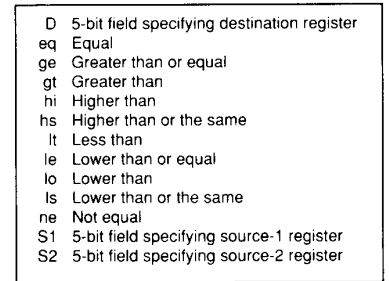 D 5-bit field specifying destination register
eq Equal
ge Greater than or equal
gt Greater than
hi Higher than
hs Higher than or the same
lt Less than
le Lower than or equal
lo Lower than
ls Lower than or the same
ne Not equal
S1 5-bit field specifying source-1 register
S2 5-bit field specifying source-2 register